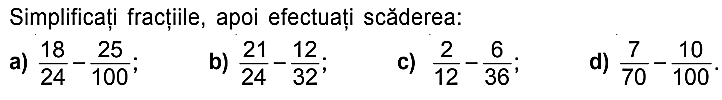 Simplificați fracțiile, apoi efectuați scăderea:
a) 18/24 − 25/100; b) 21/24 − 12/32; c) 2/12 − 6/36; d) 7/70 − 10/100.